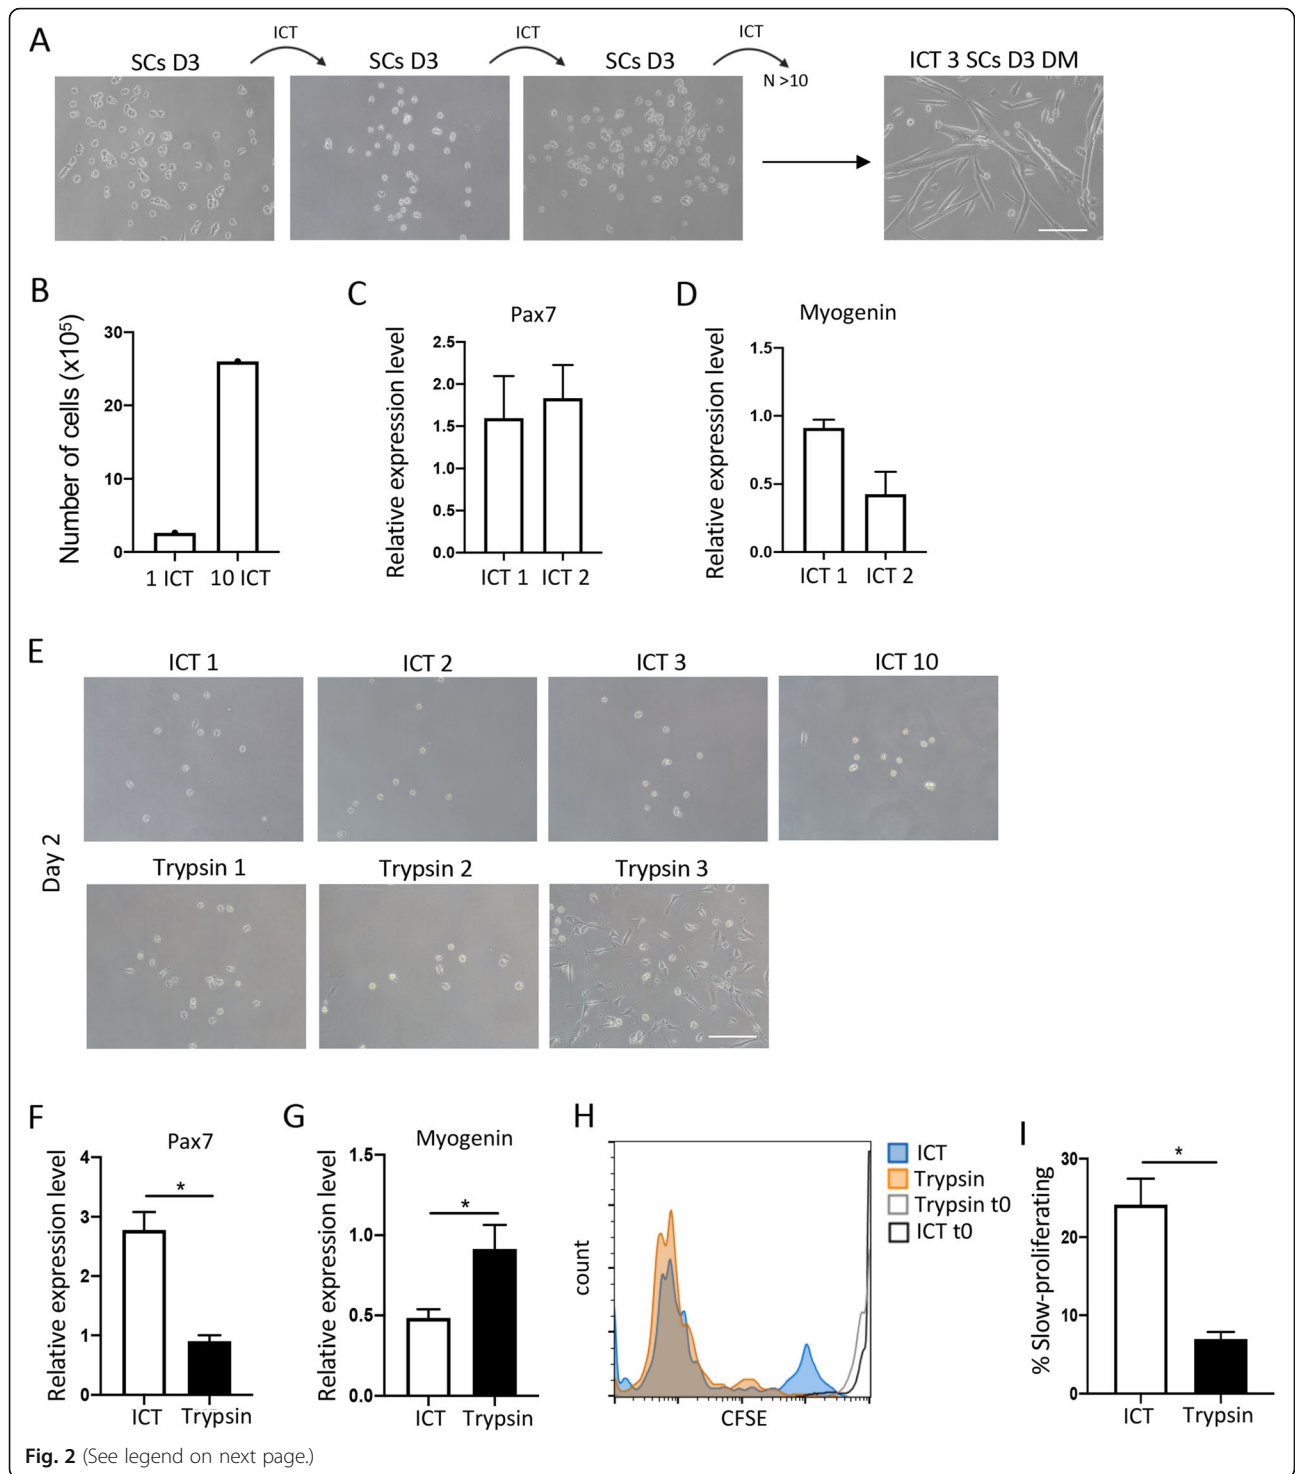 A
ICT
ICT
ICT
SCs D3
SCs D3
SCs D3
N >10
ICT 3 SCs D3 DM
B
Number of cells (x10⁵)
30
20
10
0
1 ICT
10 ICT
C
Pax7
Relative expression level
2.5
2.0
1.5
1.0
0.5
0.0
ICT 1
ICT 2
D
Myogenin
Relative expression level
1.5
1.0
0.5
0.0
ICT 1
ICT 2
E
Day 2
ICT 1
ICT 2
ICT 3
ICT 10
Trypsin 1
Trypsin 2
Trypsin 3
F
Pax7
Relative expression level
4
3
2
1
0
*
ICT
Trypsin
G
Myogenin
Relative expression level
1.5
1.0
0.5
0.0
*
ICT
Trypsin
H
count
CFSE
ICT
Trypsin
Trypsin t0
ICT t0
I
% Slow-proliferating
30
20
10
0
*
ICT
Trypsin
Fig. 2 (See legend on next page.)